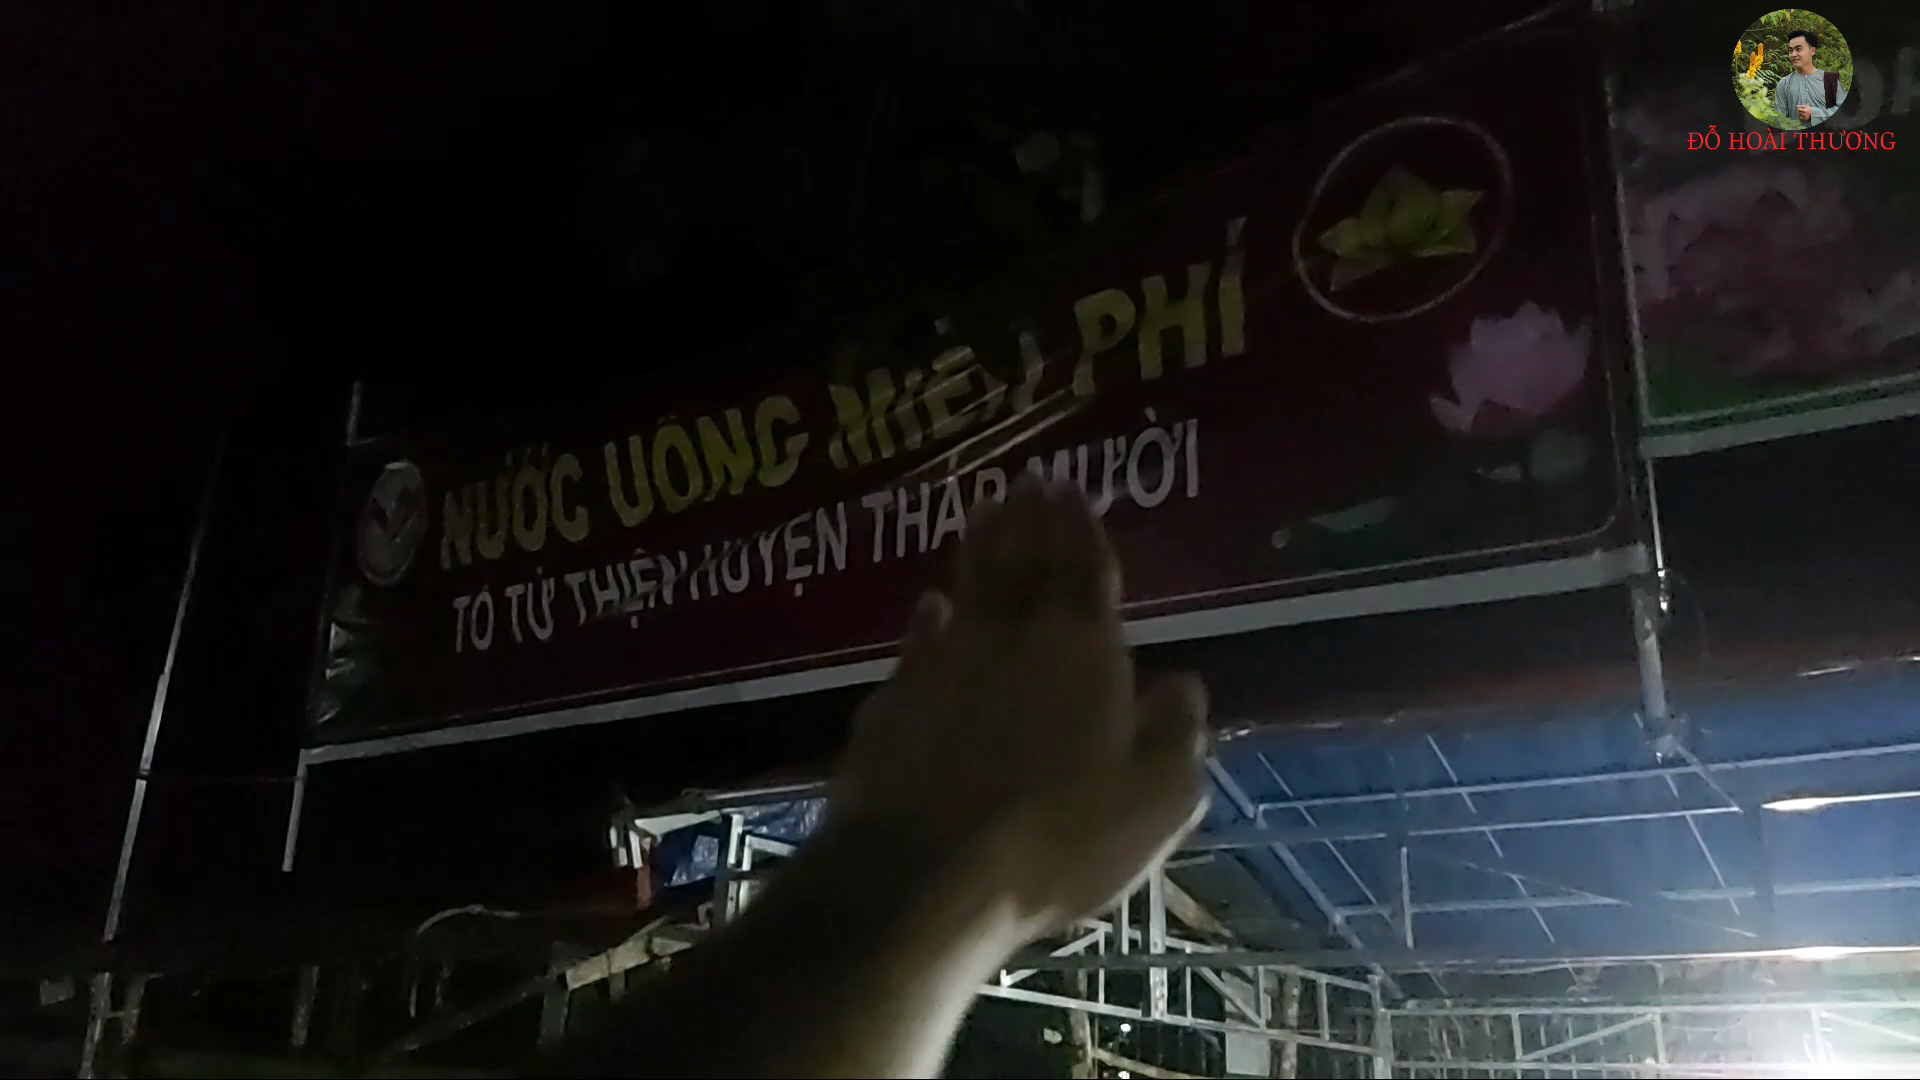 ĐỖ HOÀI THƯƠNG
NƯỚC UỐNG MIỄN PHÍ
TỔ TỪ THIỆN HUYỆN THÁP MƯỜI